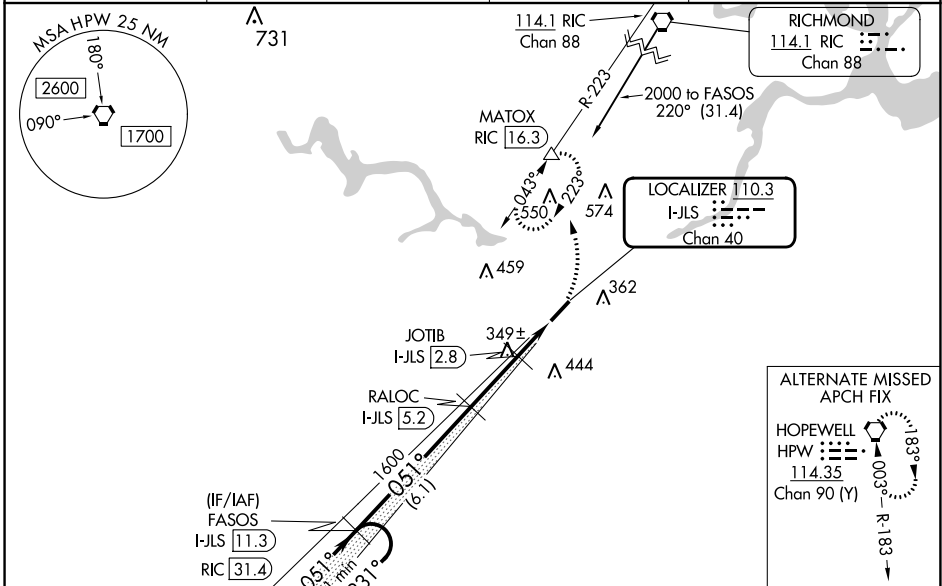 MSA HPW 25 NM
180°
2600
090°
1700
731
114.1 RIC
Chan 88
RICHMOND
114.1 RIC
Chan 88
R-223
2000 to FASOS
220° (31.4)
MATOX
RIC 16.3
043°
223°
550
574
LOCALIZER 110.3
I-JLS
Chan 40
459
362
JOTIB
I-JLS 2.8
349±
444
RALOC
I-JLS 5.2
1600
051°
(6.1)
(IF/IAF)
FASOS
I-JLS 11.3
RIC 31.4
051°
min
231°
ALTERNATE MISSED
APCH FIX
HOPEWELL
HPW
114.35
Chan 90 (Y)
183°
003°
R-183